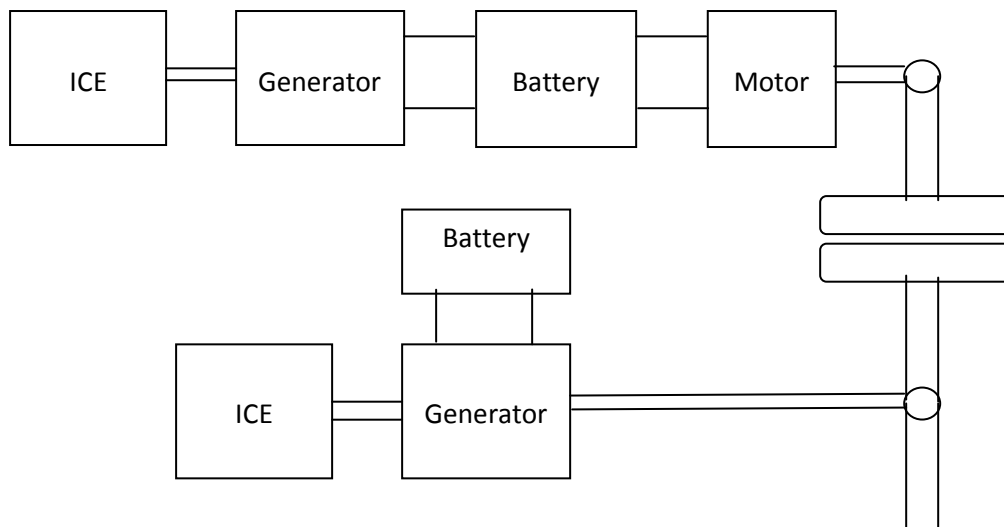 ICE
Generator
Battery
Motor
Battery
ICE
Generator